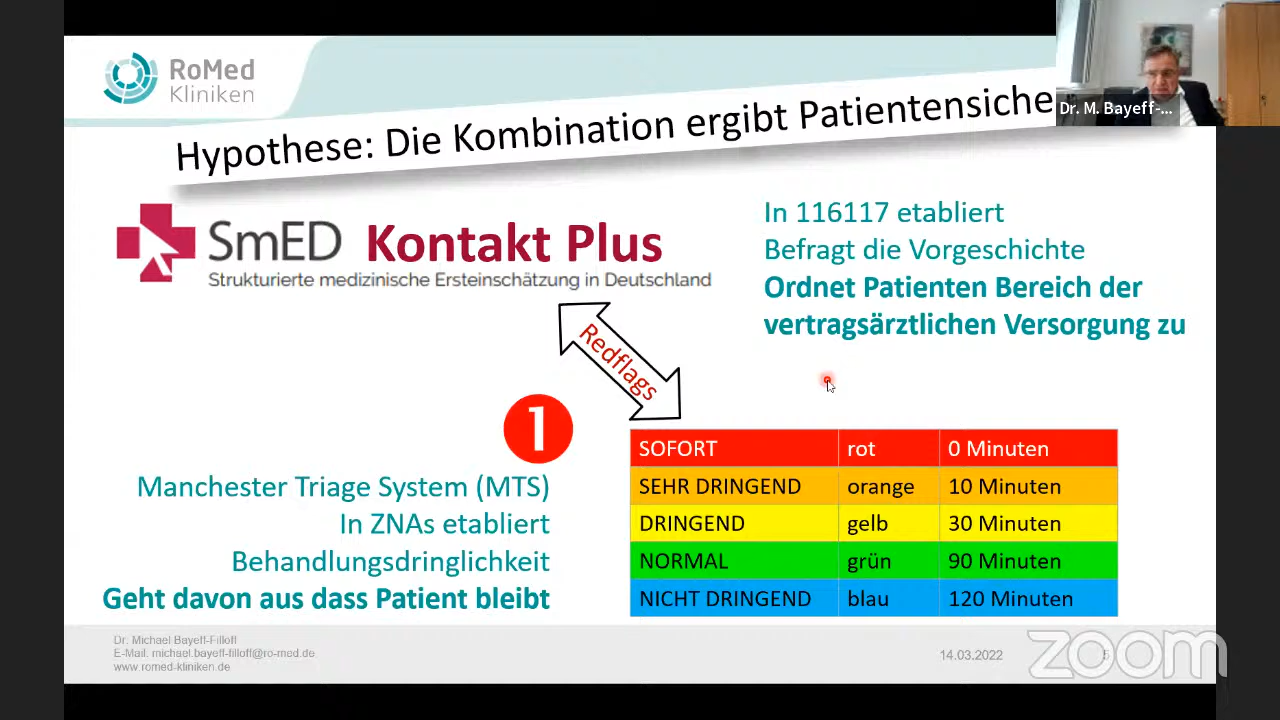 RoMed
Kliniken
Dr. M. Bayeff-...
Hypothese: Die Kombination ergibt Patientensiche
SmED Kontakt Plus
Strukturierte medizinische Ersteinschätzung in Deutschland
In 116117 etabliert
Befragt die Vorgeschichte
Ordnet Patienten Bereich der
vertragsärztlichen Versorgung zu
Redflags
1
Manchester Triage System (MTS)
In ZNAs etabliert
Behandlungsdringlichkeit
Geht davon aus dass Patient bleibt
SOFORT rot 0 Minuten
SEHR DRINGEND orange 10 Minuten
DRINGEND gelb 30 Minuten
NORMAL grün 90 Minuten
NICHT DRINGEND blau 120 Minuten
Dr. Michael Bayeff-Filloff
E-Mail. michael.bayeff-filloff@ro-med.de
www.romed-kliniken.de
14.03.2022
5
zoom